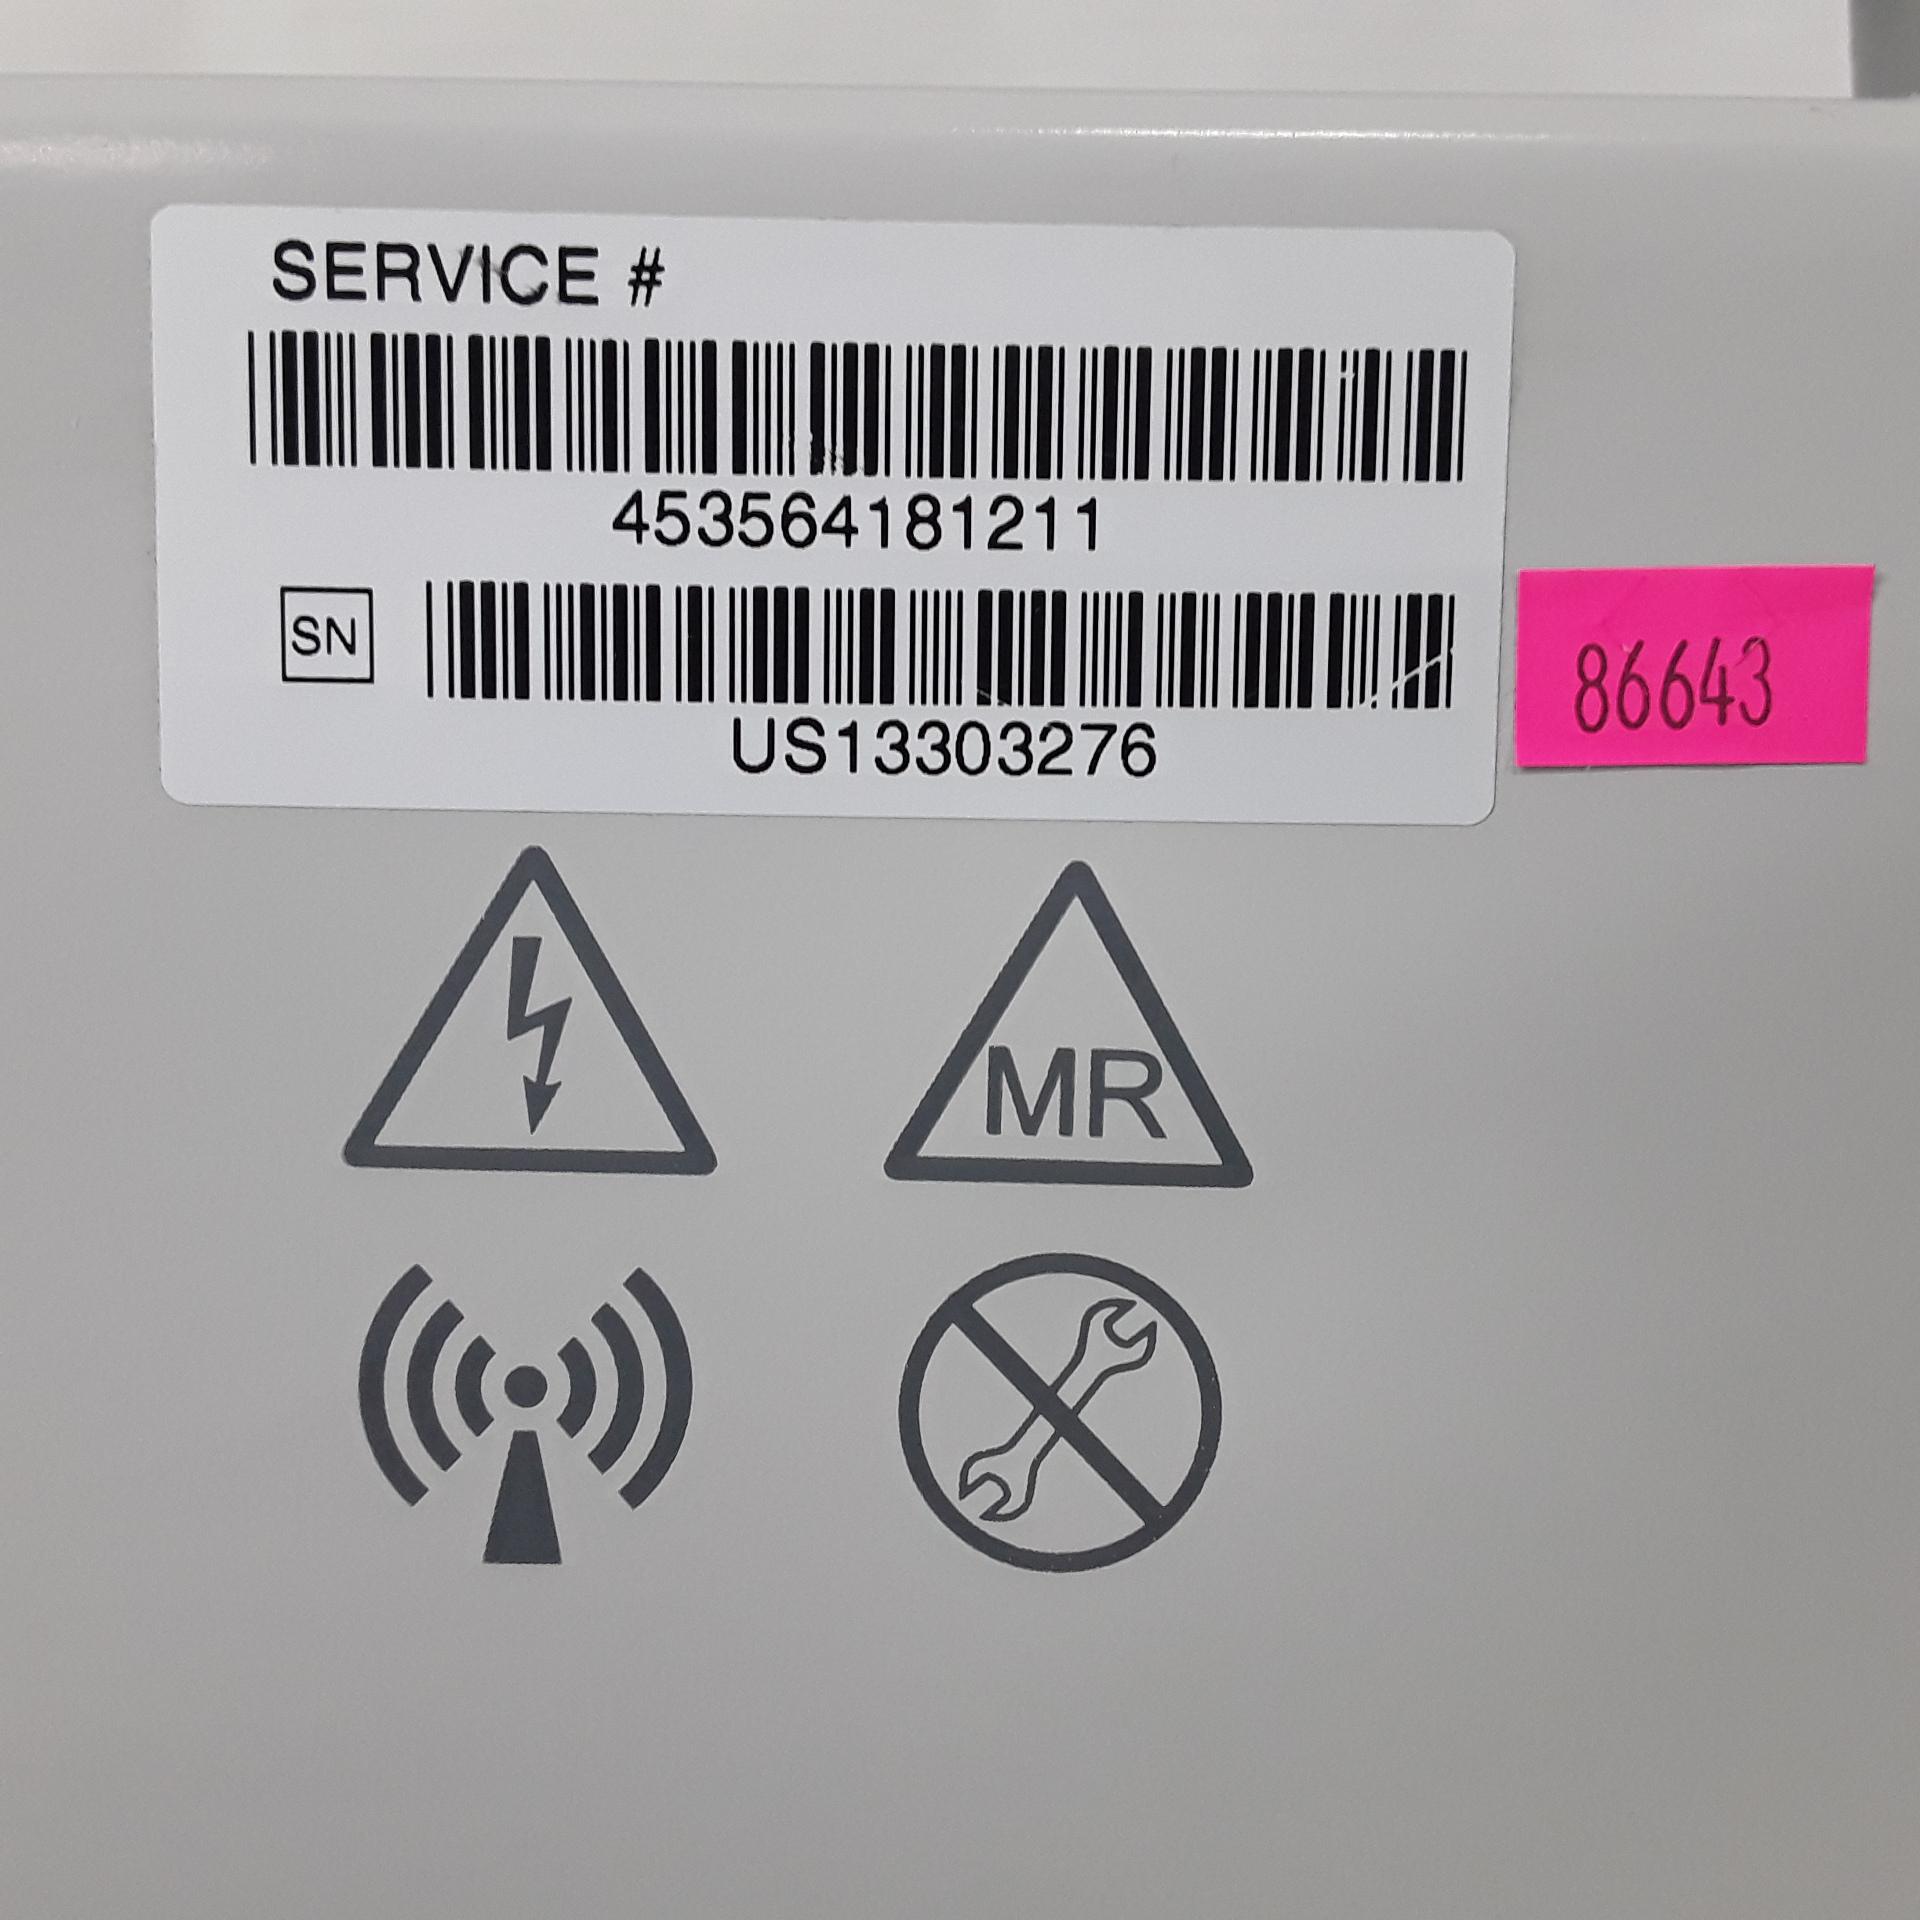 SERVICE #
453564181211
SN
US13303276
86643
MR